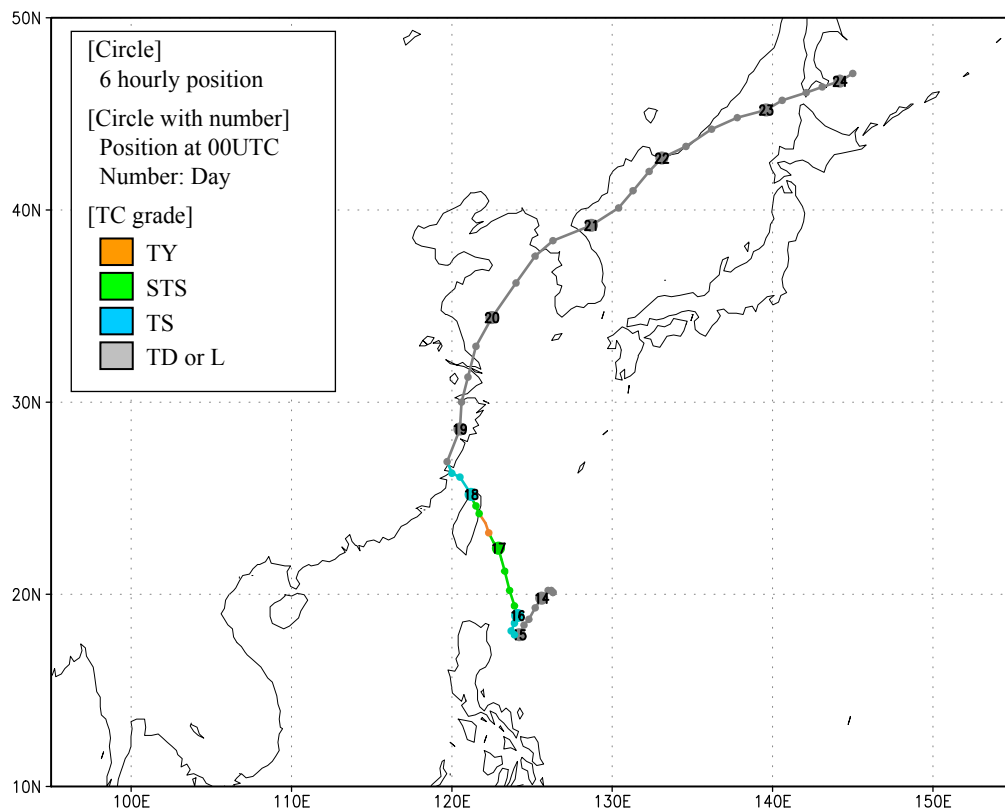 50N
[Circle]
6 hourly position
[Circle with number]
Position at 00UTC
Number: Day
[TC grade]
TY
STS
TS
TD or L
24
23
22
40N
21
20
30N
19
18
17
20N
14
16
15
10N
100E 110E 120E 130E 140E 150E